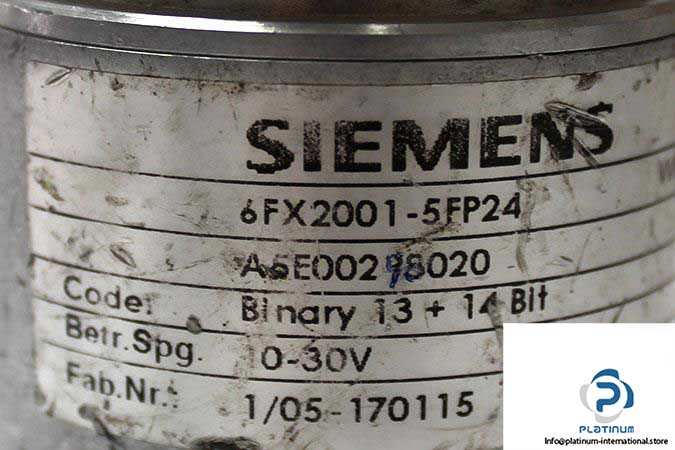 SIEMENS
6FX2001-5FP24
A5E00298020
Code: Binary 13 + 14 Bit
Betr.Spg. 10-30V
Fab.Nr.: 1/05-170115
PLATINUM
info@platinum-international.store